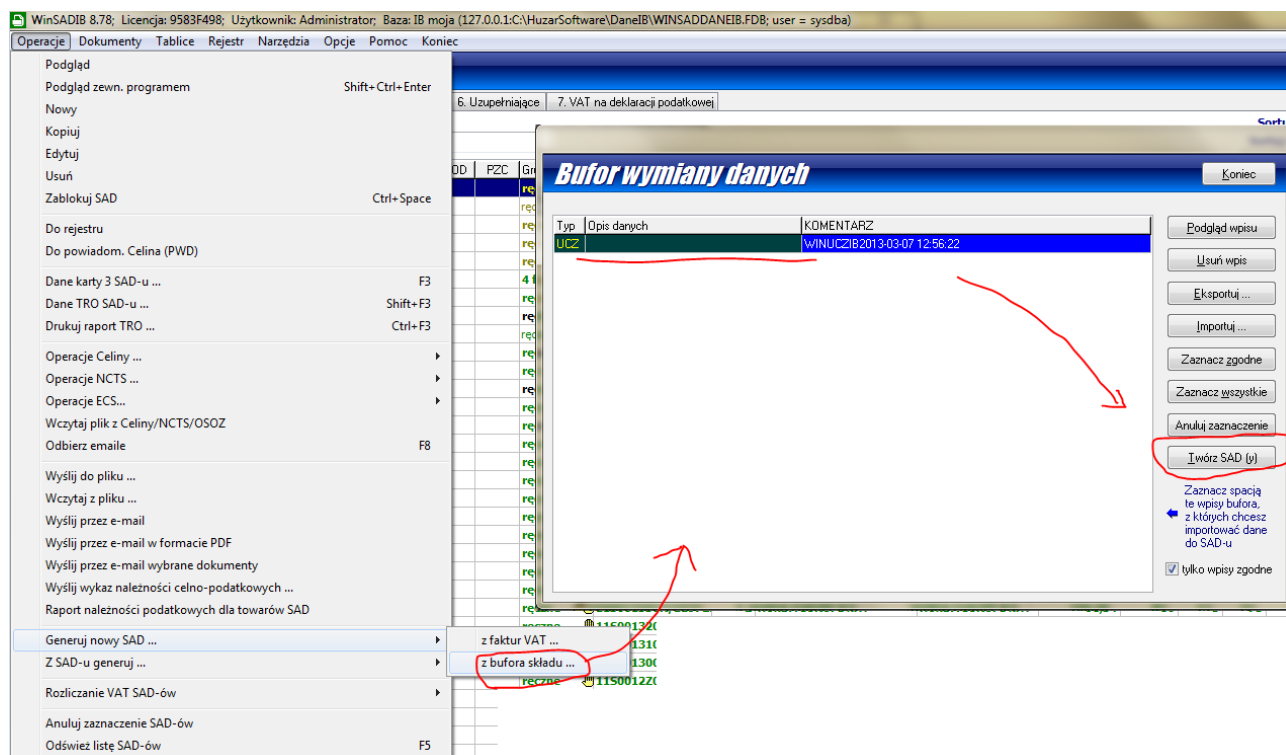 WinSADIB 8.78; Licencja: 9583F498; Użytkownik: Administrator; Baza: IB moja (127.0.0.1:C:\HuzarSoftware\DaneIB\WINSADDANEIB.FDB; user = sysdba)
Operacje Dokumenty Tablice Rejestr Narzędzia Opcje Pomoc Koniec
Podgląd
Podgląd zewn. programem Shift+Ctrl+Enter
Nowy
Kopiuj
Edytuj
Usuń
Zablokuj SAD Ctrl+Space
Do rejestru
Do powiadom. Celina (PWD)
Dane karty 3 SAD-u ... F3
Dane TRO SAD-u ... Shift+F3
Drukuj raport TRO ... Ctrl+F3
Operacje Celiny ...
Operacje NCTS ...
Operacje ECS...
Wczytaj plik z Celiny/NCTS/OSOZ
Odbierz emaile F8
Wyślij do pliku ...
Wczytaj z pliku ...
Wyślij przez e-mail
Wyślij przez e-mail w formacie PDF
Wyślij przez e-mail wybrane dokumenty
Wyślij wykaz należności celno-podatkowych ...
Raport należności podatkowych dla towarów SAD
Generuj nowy SAD ...
Z SAD-u generuj ...
Rozliczanie VAT SAD-ów
Anuluj zaznaczenie SAD-ów
Odśwież listę SAD-ów F5
z faktur VAT ...
z bufora składu ...
6. Uzupełniające 7. VAT na deklaracji podatkowej
OD PZC
Bufor wymiany danych
Koniec
Typ Opis danych KOMENTARZ
UCZ WINUCZIB2013-03-07 12:56:22
Podgląd wpisu
Usuń wpis
Eksportuj ...
Importuj ...
Zaznacz zgodne
Zaznacz wszystkie
Anuluj zaznaczenie
Twórz SAD (y)
Zaznacz spacją
te wpisy bufora,
z których chcesz
importować dane
do SAD-u
tylko wpisy zgodne